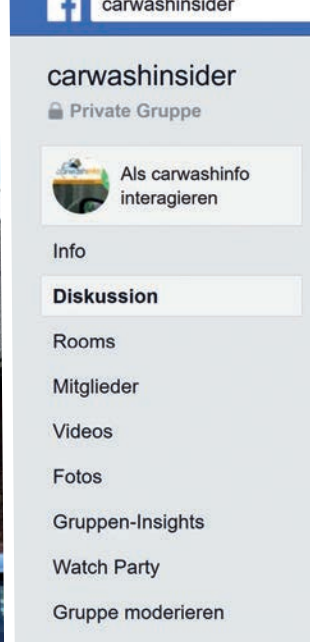 carwashinsider
carwashinsider
Private Gruppe
Als carwashinfo
interagieren
Info
Diskussion
Rooms
Mitglieder
Videos
Fotos
Gruppen-Insights
Watch Party
Gruppe moderieren